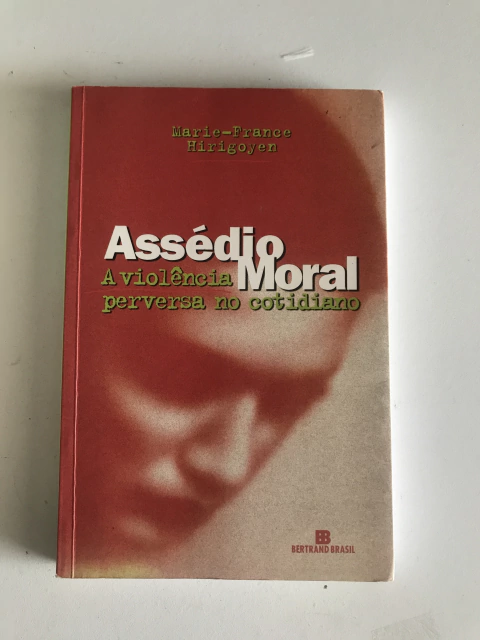 Marie-France
Hirigoyen
Assédio
Moral
A violência
perversa no cotidiano
BB
BERTRAND BRASIL